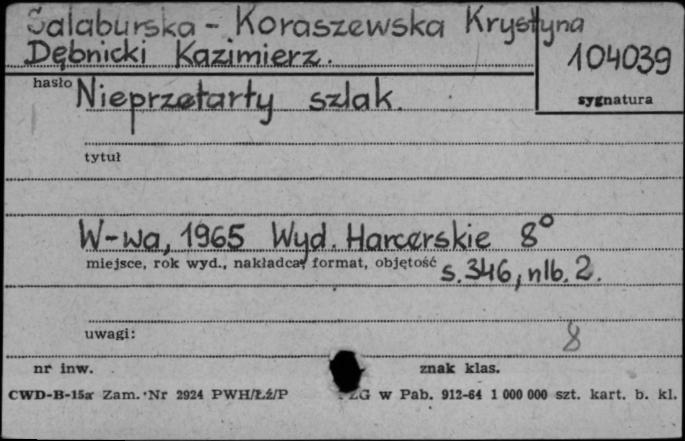 Salaburska - Koraszewska Krystyna
Dębnicki Kazimierz.
104039
hasło
Nieprzetarty szlak.
sygnatura
tytuł
W-wa, 1965 Wyd. Harcerskie 8°
miejsce, rok wyd., nakładca, format, objętość s. 346, nlb. 2.
uwagi:
8
nr inw. znak klas.
CWD-B-15a Zam. Nr 2924 PWH/Łź/P ZG w Pab. 912-64 1 000 000 szt. kart. b. kl.